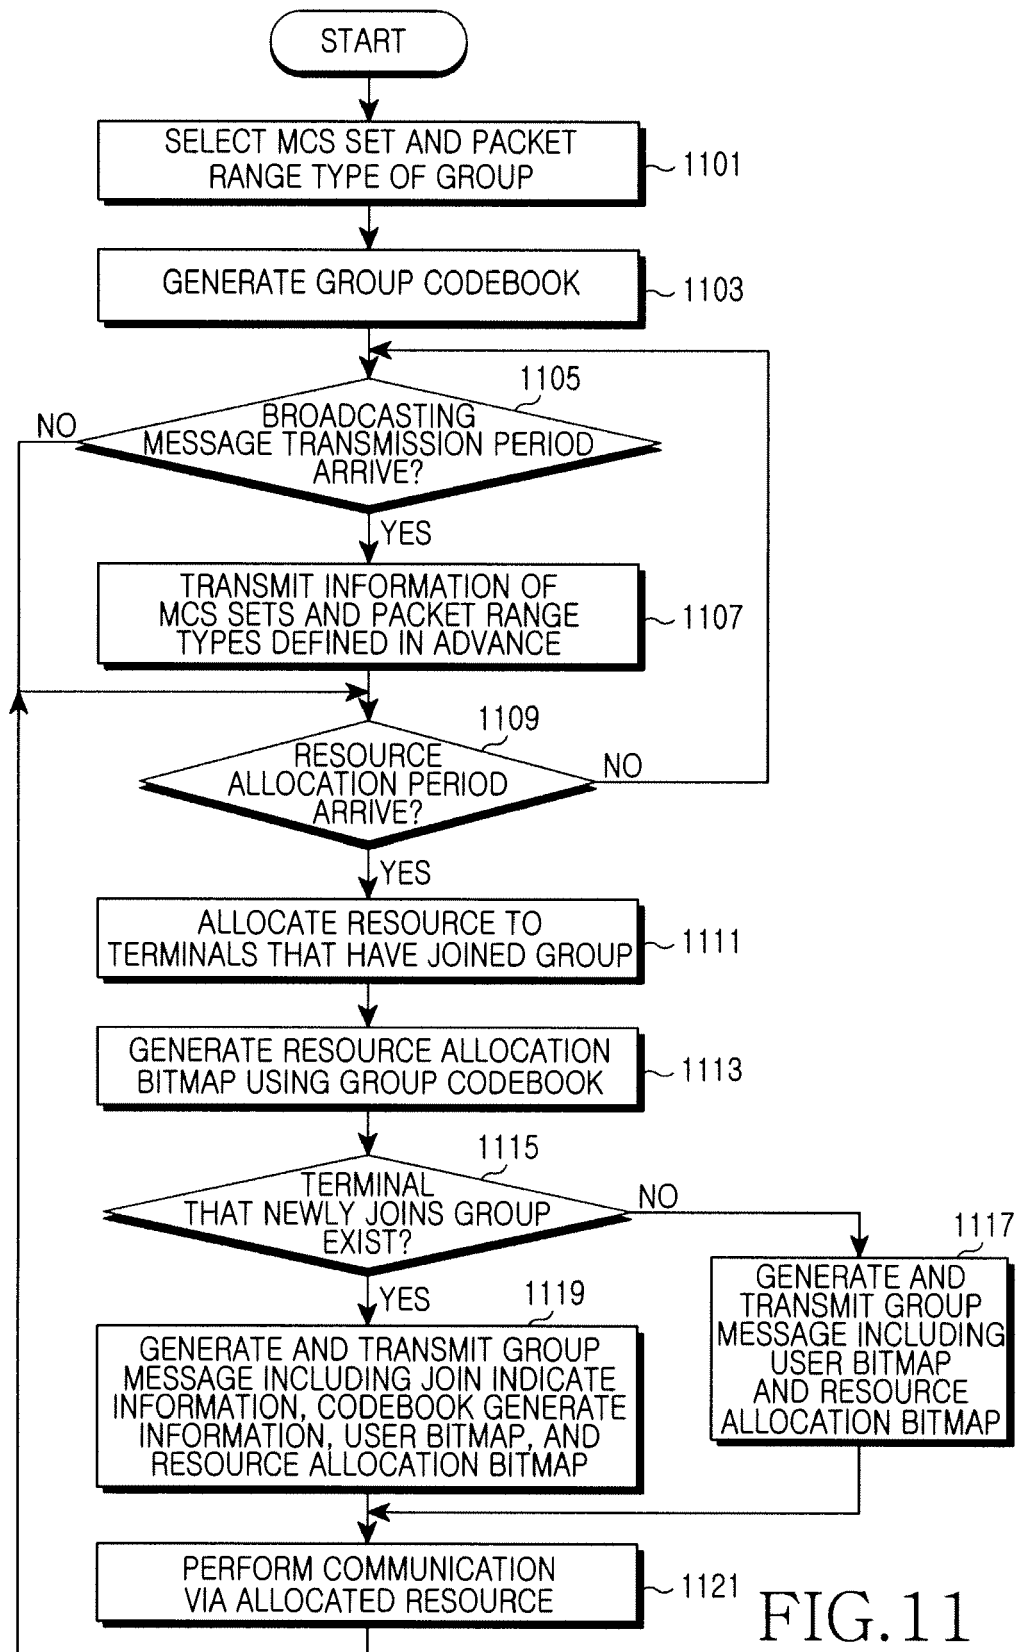 START
SELECT MCS SET AND PACKET
RANGE TYPE OF GROUP
1101
GENERATE GROUP CODEBOOK
1103
1105
BROADCASTING
MESSAGE TRANSMISSION PERIOD
ARRIVE?
NO
YES
TRANSMIT INFORMATION OF
MCS SETS AND PACKET RANGE
TYPES DEFINED IN ADVANCE
1107
1109
RESOURCE
ALLOCATION PERIOD
ARRIVE?
NO
YES
ALLOCATE RESOURCE TO
TERMINALS THAT HAVE JOINED GROUP
1111
GENERATE RESOURCE ALLOCATION
BITMAP USING GROUP CODEBOOK
1113
1115
TERMINAL
THAT NEWLY JOINS GROUP
EXIST?
NO
YES
1117
GENERATE AND
TRANSMIT GROUP
MESSAGE INCLUDING
USER BITMAP
AND RESOURCE
ALLOCATION BITMAP
1119
GENERATE AND TRANSMIT GROUP
MESSAGE INCLUDING JOIN INDICATE
INFORMATION, CODEBOOK GENERATE
INFORMATION, USER BITMAP, AND
RESOURCE ALLOCATION BITMAP
PERFORM COMMUNICATION
VIA ALLOCATED RESOURCE
1121
FIG.11